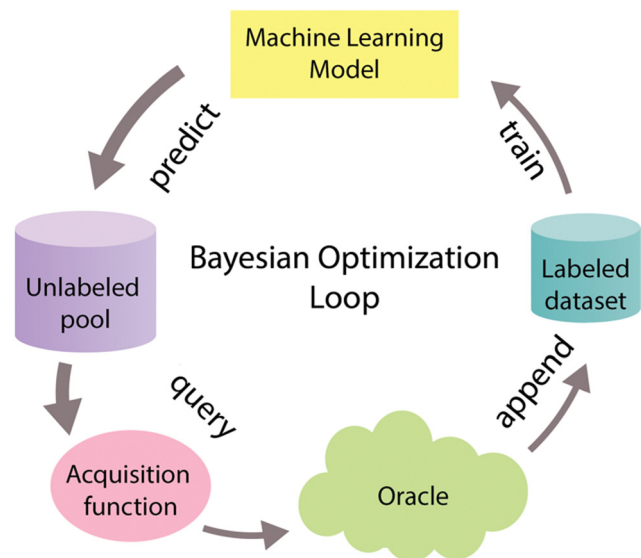 Machine Learning
Model
predict
train
Unlabeled
pool
Bayesian Optimization
Loop
Labeled
dataset
query
append
Acquisition
function
Oracle